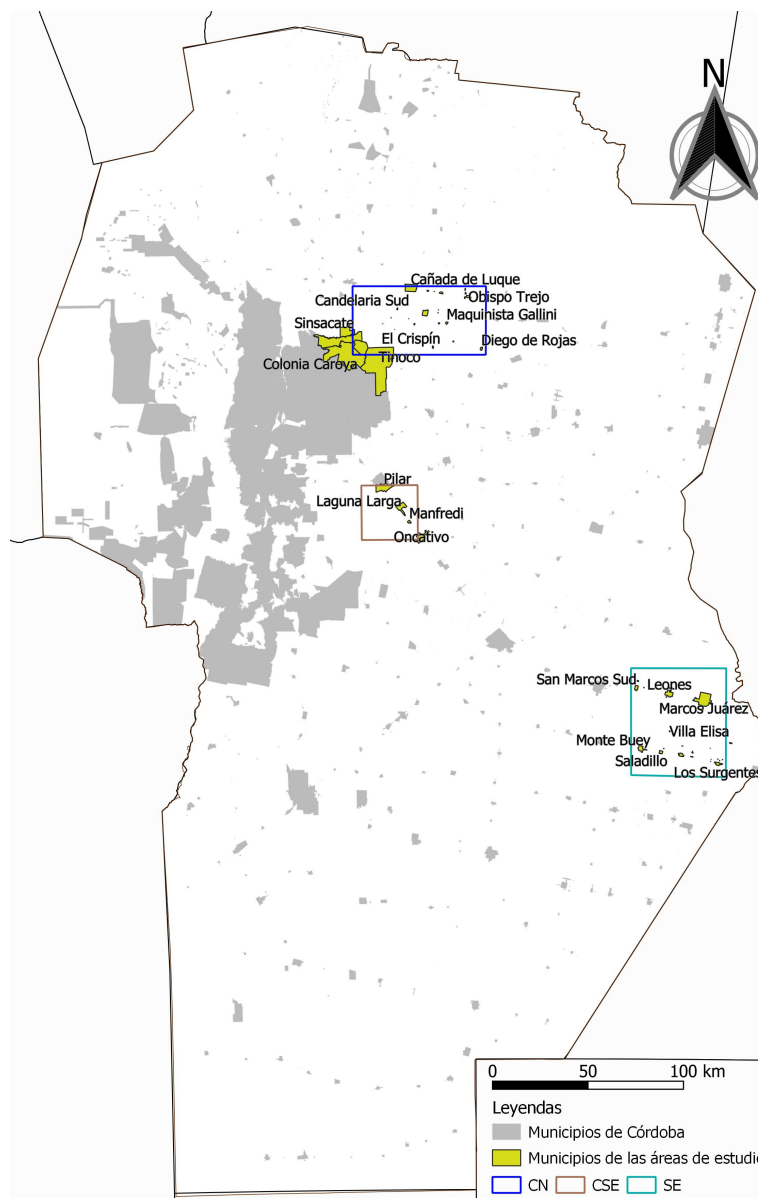 N
Cañada de Luque
Candelaria Sud
Obispo Trejo
Maquinista Gallini
Sinsacate
El Crispín
Diego de Rojas
Tinoco
Colonia Caroya
Pilar
Laguna Larga
Manfredi
Oncativo
San Marcos Sud
Leones
Marcos Juárez
Villa Elisa
Monte Buey
Saladillo
Los Surgentes
0 50 100 km
Leyendas
Municipios de Córdoba
Municipios de las áreas de estudio
CN CSE SE